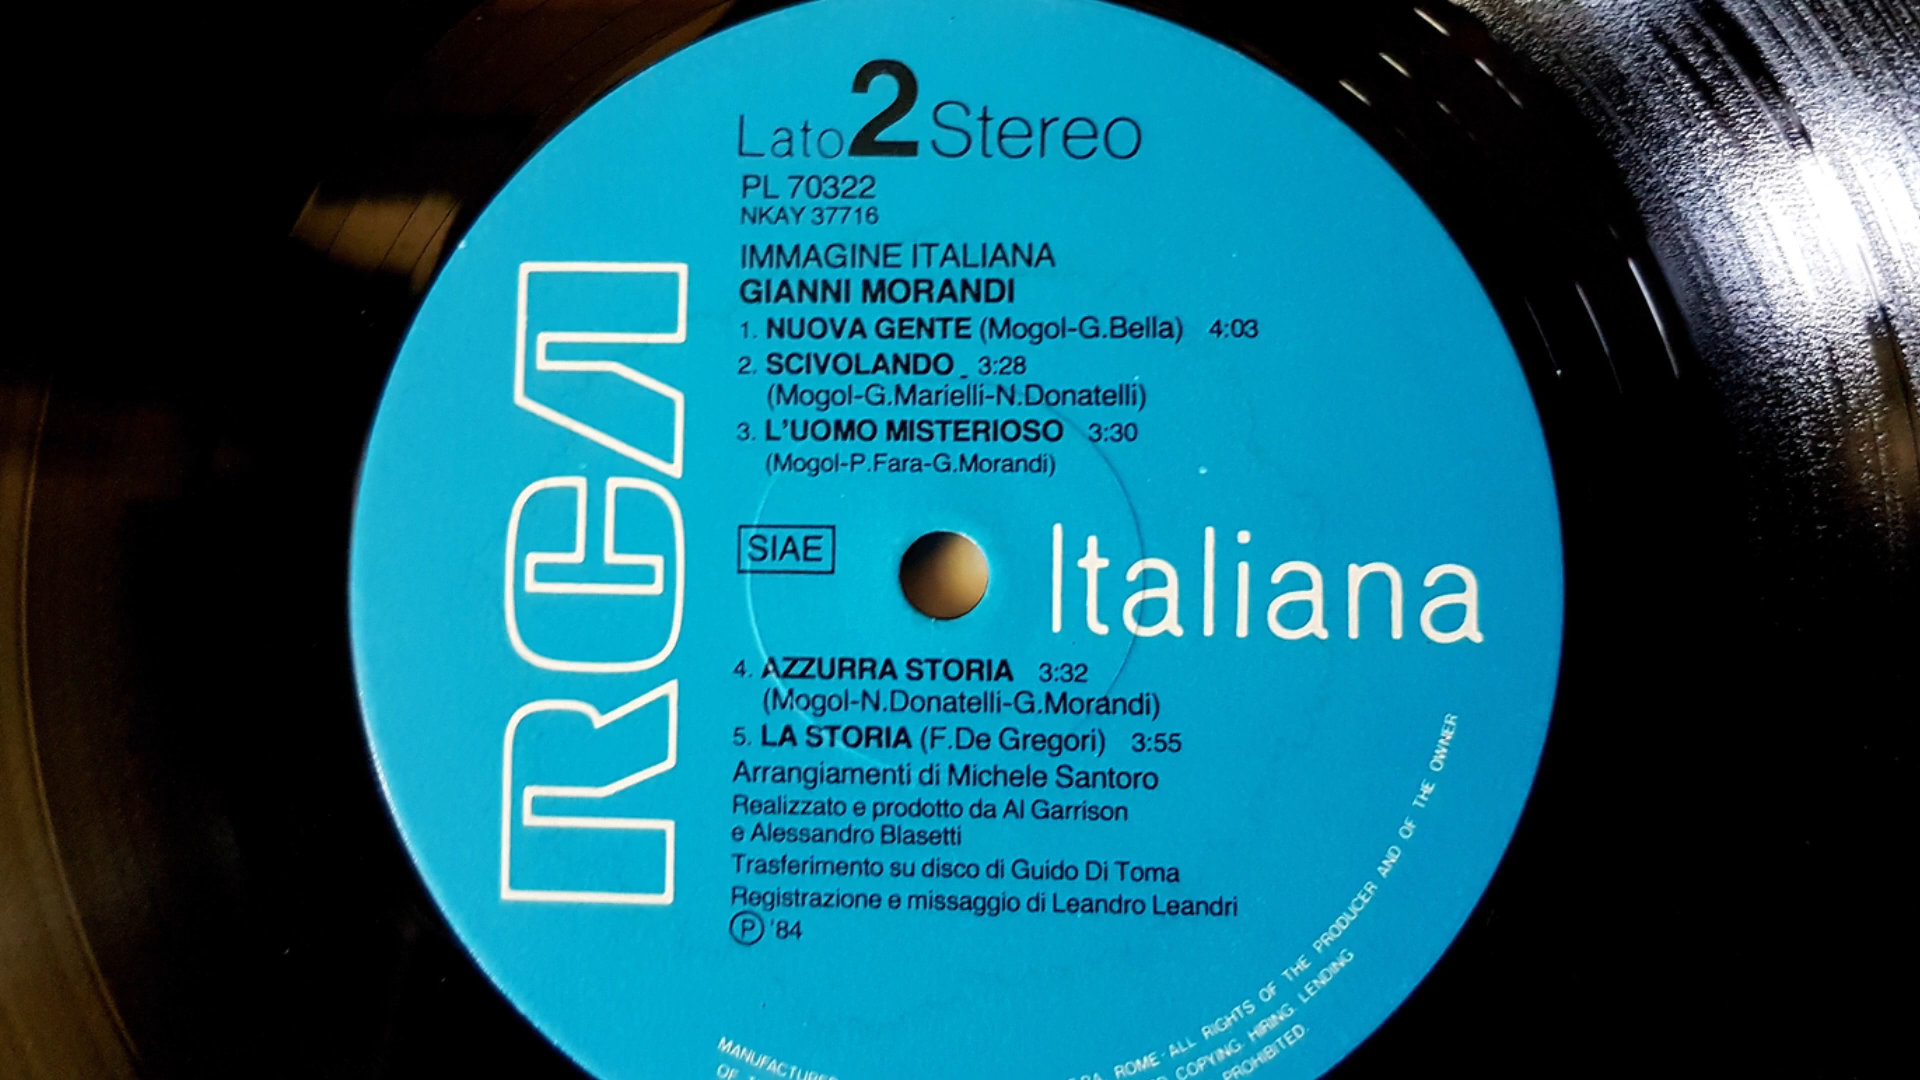 Lato 2 Stereo
PL 70322
NKAY 37716
IMMAGINE ITALIANA
GIANNI MORANDI
1. NUOVA GENTE (Mogol-G.Bella) 4:03
2. SCIVOLANDO 3:28
(Mogol-G.Marielli-N.Donatelli)
3. L'UOMO MISTERIOSO 3:30
(Mogol-P.Fara-G.Morandi)
RCA
SIAE
Italiana
4. AZZURRA STORIA 3:32
(Mogol-N.Donatelli-G.Morandi)
5. LA STORIA (F.De Gregori) 3:55
Arrangiamenti di Michele Santoro
Realizzato e prodotto da Al Garrison
e Alessandro Blasetti
Trasferimento su disco di Guido Di Toma
Registrazione e missaggio di Leandro Leandri
Ⓟ '84
ROME - ALL RIGHTS OF THE PRODUCER AND OF THE OWNER
COPYING. HIRING. LENDING
PROHIBITED.